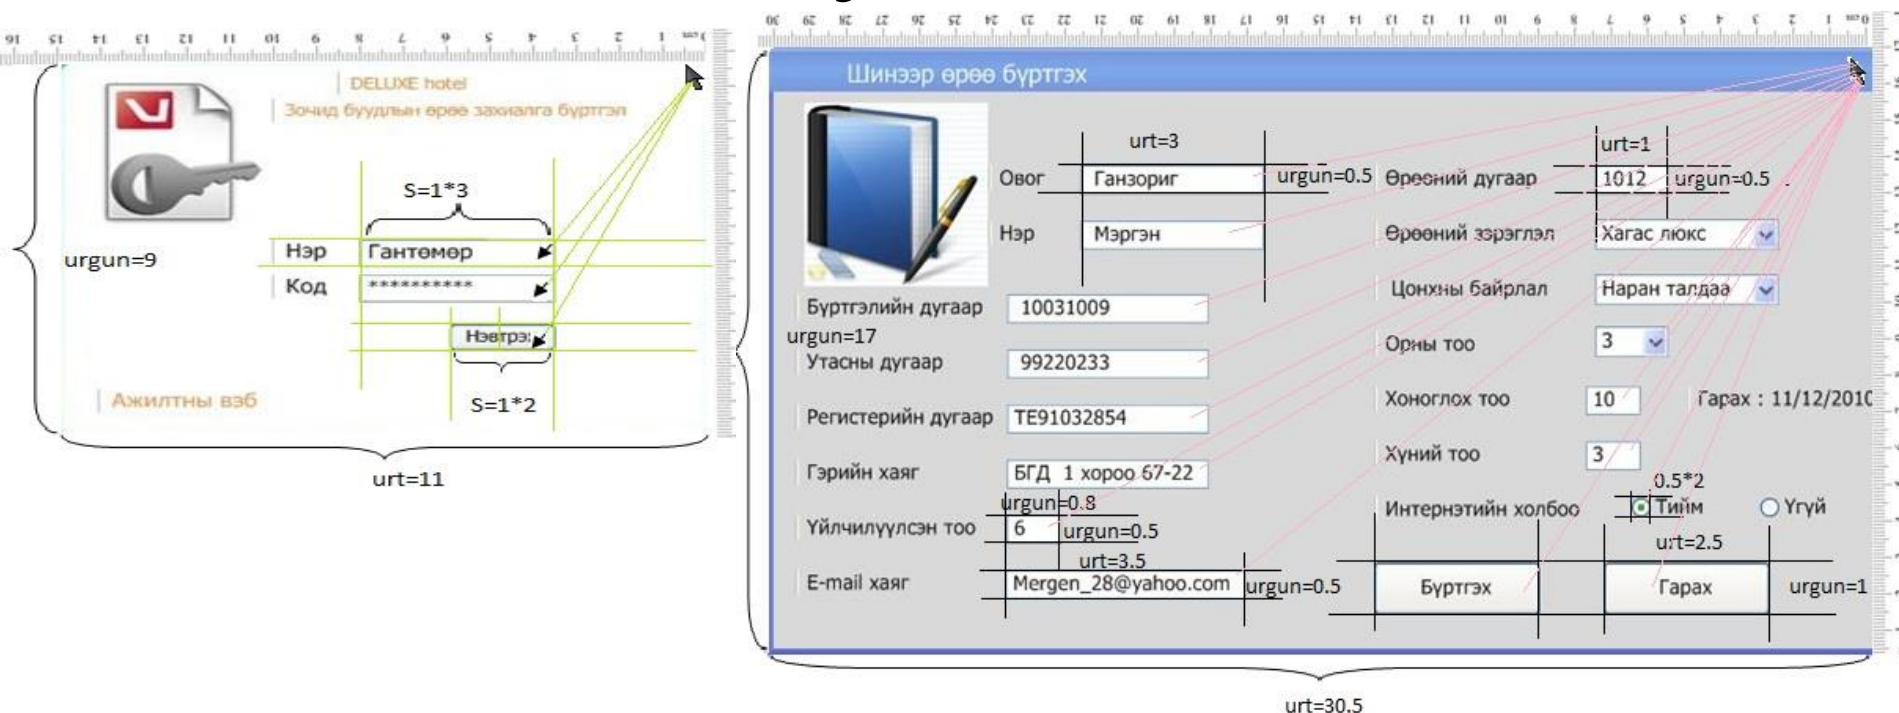 DELUXE hotel
Зочид буудлын өрөө захиалга бүртгэл
S=1*3
Нэр Гантөмөр
Код **********
Нэвтрэ:
S=1*2
Ажилтны вэб
urgun=9
urt=11
Шинээр өрөө бүртгэх
urt=3
Овог Ганзориг urgun=0.5
Нэр Мэргэн
Бүртгэлийн дугаар 10031009
urgun=17
Утасны дугаар 99220233
Регистерийн дугаар ТЕ91032854
Гэрийн хаяг БГД 1 хороо 67-22
urgun=0.8
Үйлчилүүлсэн тоо 6 urgun=0.5
urt=3.5
E-mail хаяг Mergen_28@yahoo.com urgun=0.5
urt=1
Өрөөний дугаар 1012 urgun=0.5
Өрөөний зэрэглэл Хагас люкс
Цонхны байрлал Наран талдаа
Орны тоо 3
Хоноглох тоо 10 Гарах : 11/12/2010
Хүний тоо 3
0.5*2
Интернэтийн холбоо Тийм Үгүй
urt=2.5
Бүртгэх Гарах urgun=1
urt=30.5